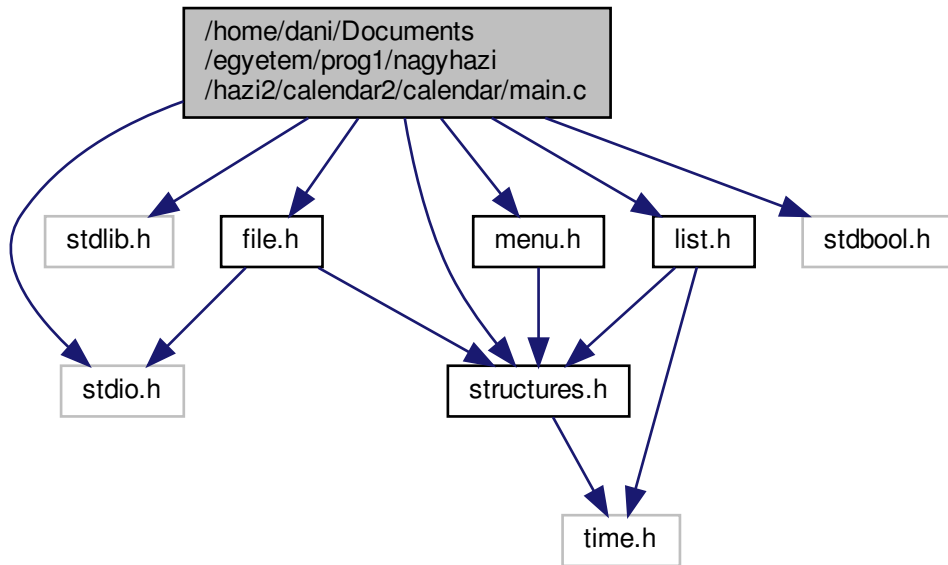 /home/dani/Documents
/egyetem/prog1/nagyhazi
/hazi2/calendar2/calendar/main.c
stdlib.h
file.h
menu.h
list.h
stdbool.h
stdio.h
structures.h
time.h